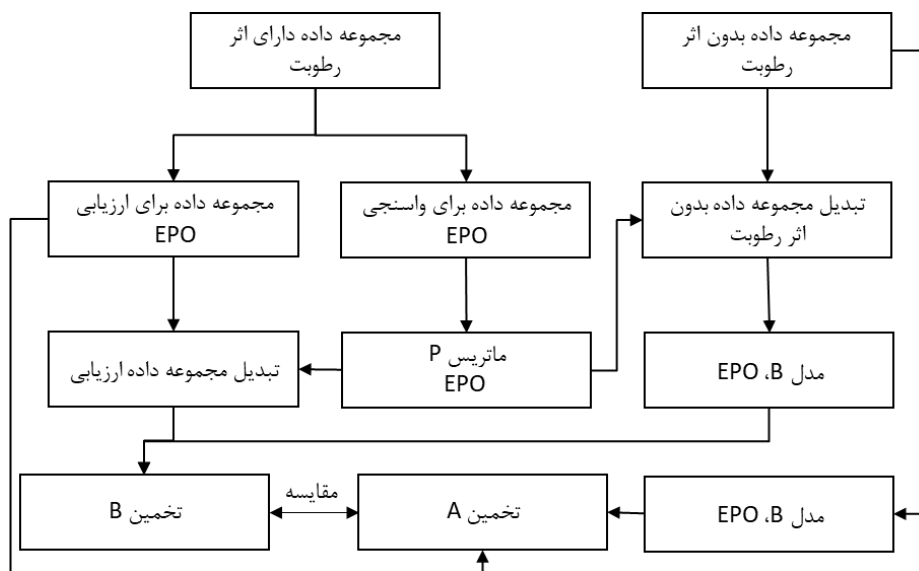 مجموعه داده بدون اثر
رطوبت
مجموعه داده دارای اثر
رطوبت
تبدیل مجموعه داده بدون
اثر رطوبت
مجموعه داده برای واسنجی
EPO
مجموعه داده برای ارزیابی
EPO
مدل EPO ،B
ماتریس P
EPO
تبدیل مجموعه داده ارزیابی
مدل EPO ،B
تخمین A
مقایسه
تخمین B